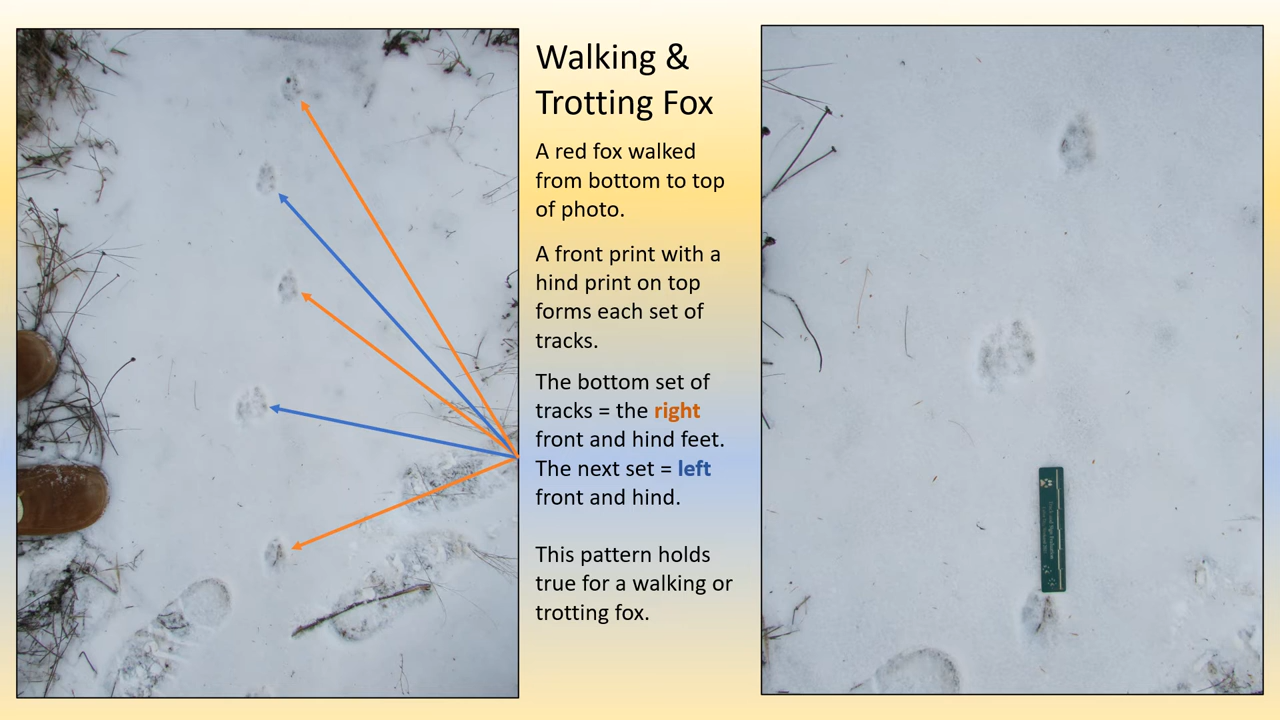 Walking &
Trotting Fox
A red fox walked
from bottom to top
of photo.
A front print with a
hind print on top
forms each set of
tracks.
The bottom set of
tracks = the right
front and hind feet.
The next set = left
front and hind.
This pattern holds
true for a walking or
trotting fox.